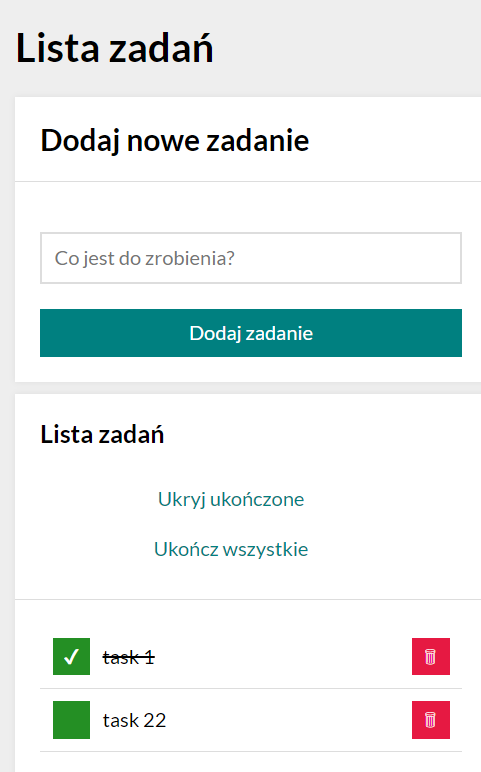 Lista zadań
Dodaj nowe zadanie
Co jest do zrobienia?
Dodaj zadanie
Lista zadań
Ukryj ukończone
Ukończ wszystkie
task 1
task 22